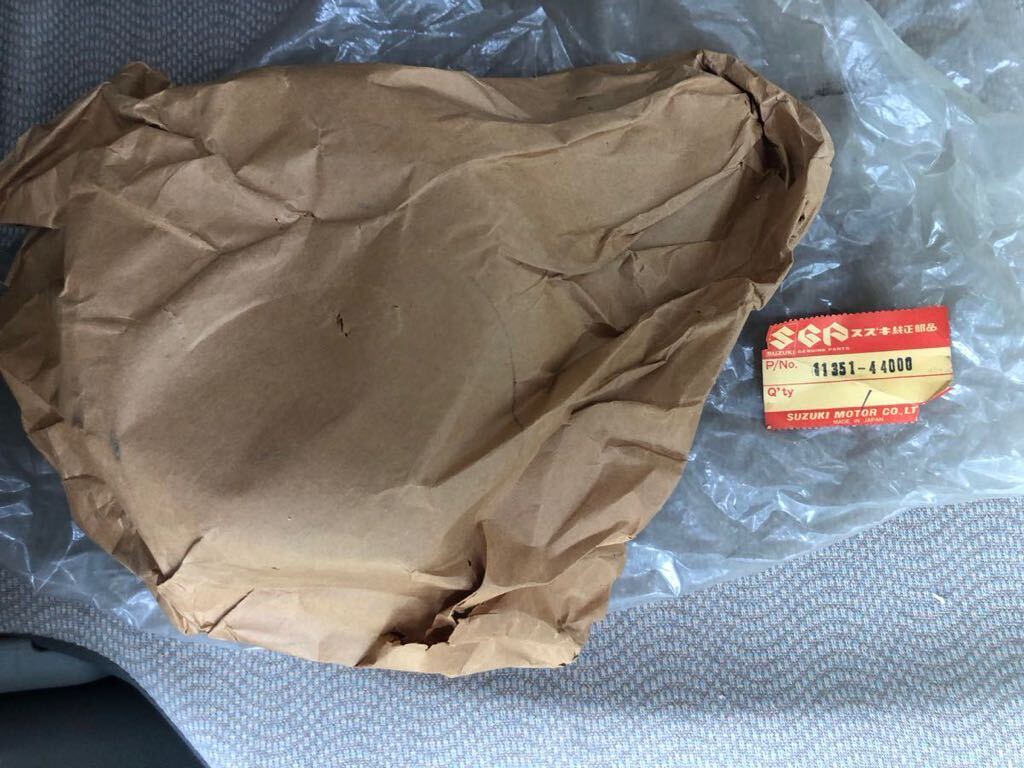 SGP スズキ純正部品
SUZUKI GENUINE PARTS
P/No. 11351-44000
Q'ty 1
SUZUKI MOTOR CO.,LT
MADE IN JAPAN